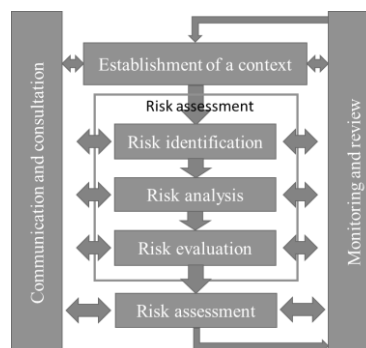 Communication and consultation
Establishment of a context
Risk assessment
Risk identification
Risk analysis
Risk evaluation
Risk assessment
Monitoring and review